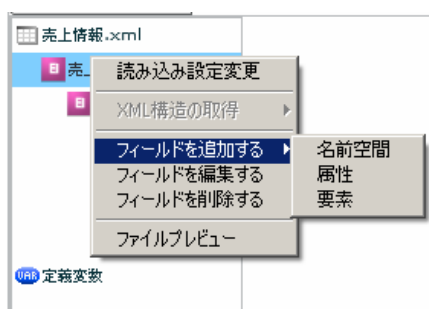 売上情報.xml
E 売
読み込み設定変更
E
XML構造の取得
フィールドを追加する
名前空間
フィールドを編集する
属性
フィールドを削除する
要素
ファイルプレビュー
VAR 定義変数